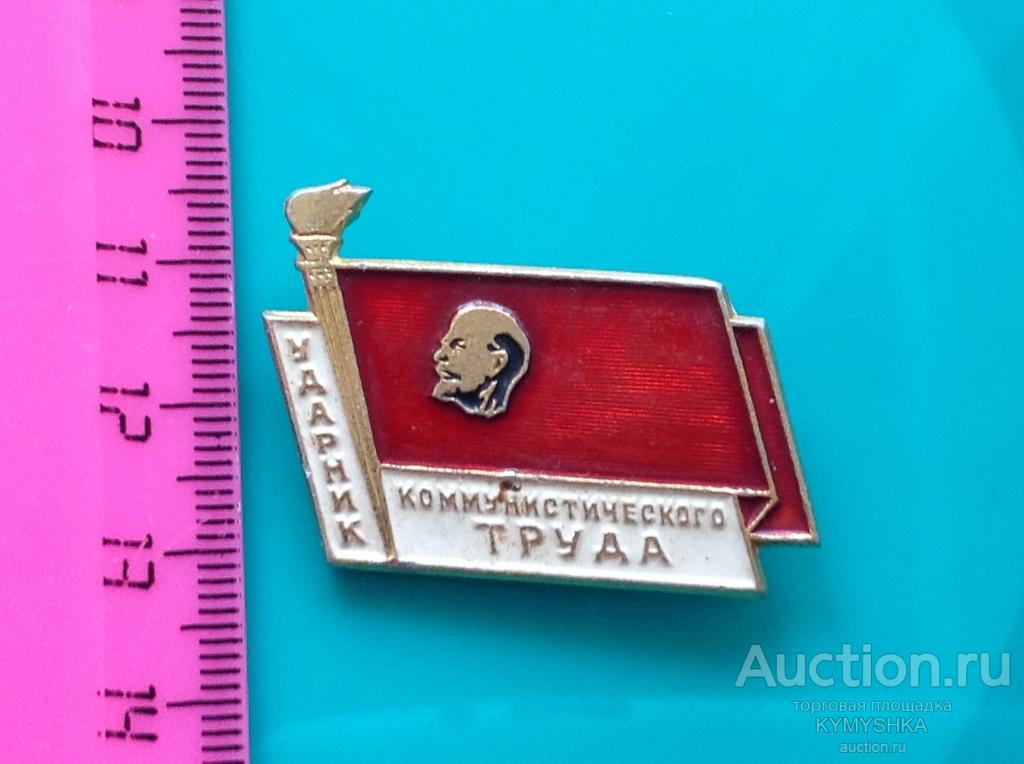 10
11
12
13
14
УДАРНИК
КОММУНИСТИЧЕСКОГО
ТРУДА
Auction.ru
торговая площадка
KYMYSHKA
auction.ru